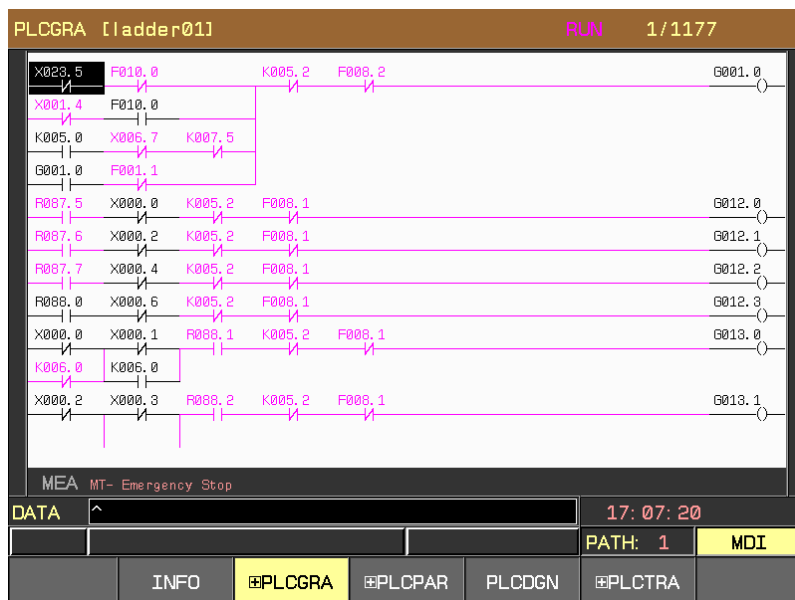 PLCGRA [ladder01] RUN 1/1177
X023.5 F010.0 K005.2 F008.2 G001.0
X001.4 F010.0
K005.0 X006.7 K007.5
G001.0 F001.1
R087.5 X000.0 K005.2 F008.1 G012.0
R087.6 X000.2 K005.2 F008.1 G012.1
R087.7 X000.4 K005.2 F008.1 G012.2
R088.0 X000.6 K005.2 F008.1 G012.3
X000.0 X000.1 R088.1 K005.2 F008.1 G013.0
K006.0 K006.0
X000.2 X000.3 R088.2 K005.2 F008.1 G013.1
MEA MT- Emergency Stop
DATA ^ 17:07:20
PATH: 1 MDI
INFO ⊞PLCGRA ⊞PLCPAR PLCDGN ⊞PLCTRA